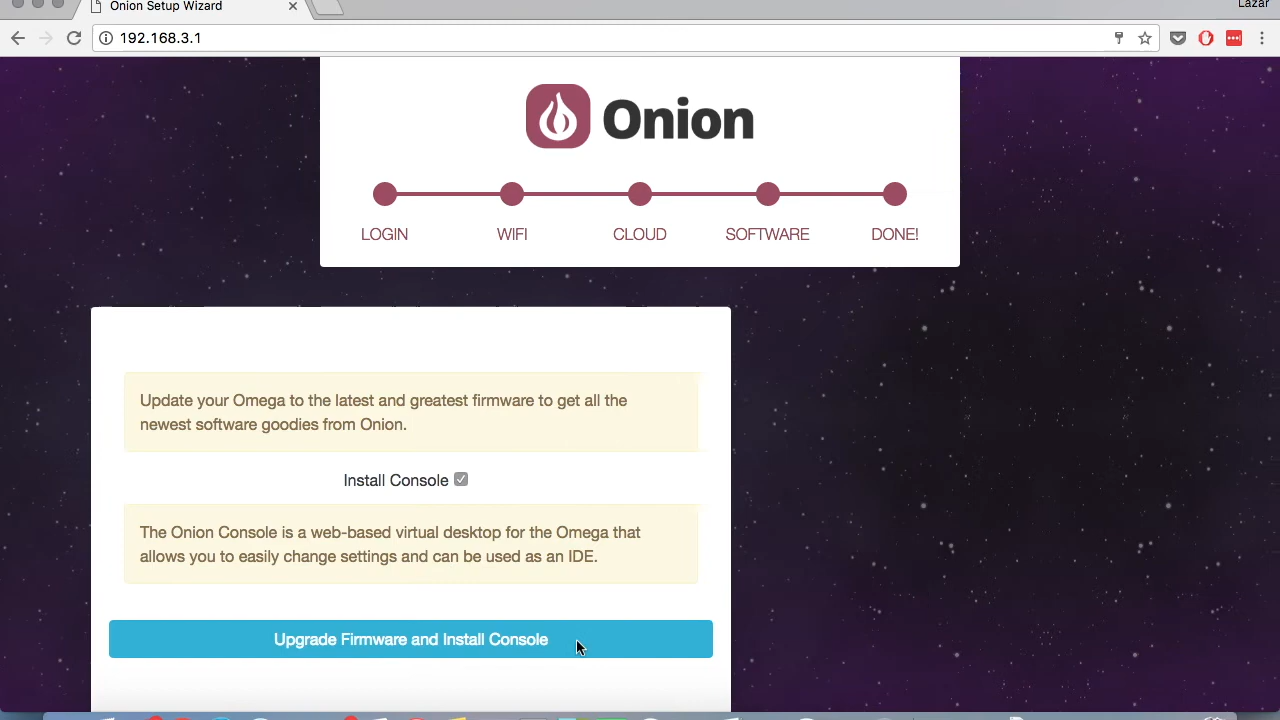 Onion Setup Wizard
Lazar
192.168.3.1
Onion
LOGIN WIFI CLOUD SOFTWARE DONE!
Update your Omega to the latest and greatest firmware to get all the
newest software goodies from Onion.
Install Console
The Onion Console is a web-based virtual desktop for the Omega that
allows you to easily change settings and can be used as an IDE.
Upgrade Firmware and Install Console